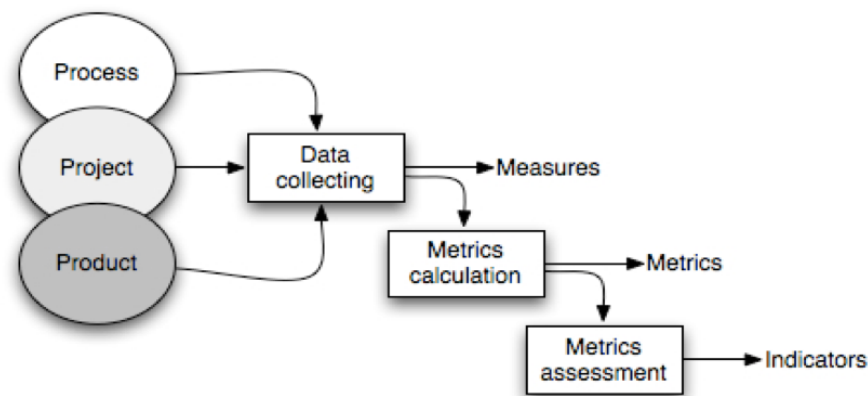 Process
Project
Product
Data
collecting
Measures
Metrics
calculation
Metrics
Metrics
assessment
Indicators